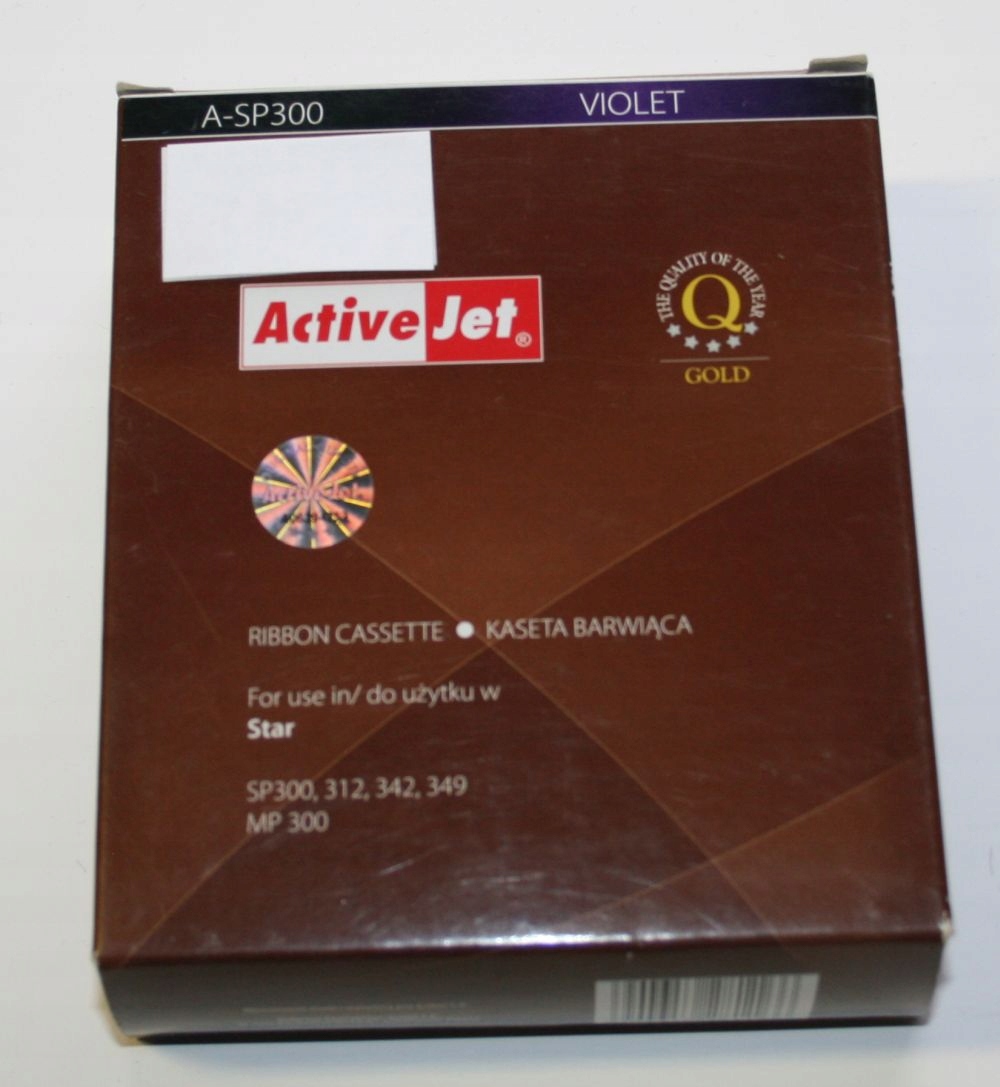 A-SP300 VIOLET
ActiveJet®
THE QUALITY OF THE YEAR
Q
GOLD
ActiveJet
RIBBON CASSETTE ● KASETA BARWIĄCA
For use in/ do użytku w
Star
SP300, 312, 342, 349
MP 300